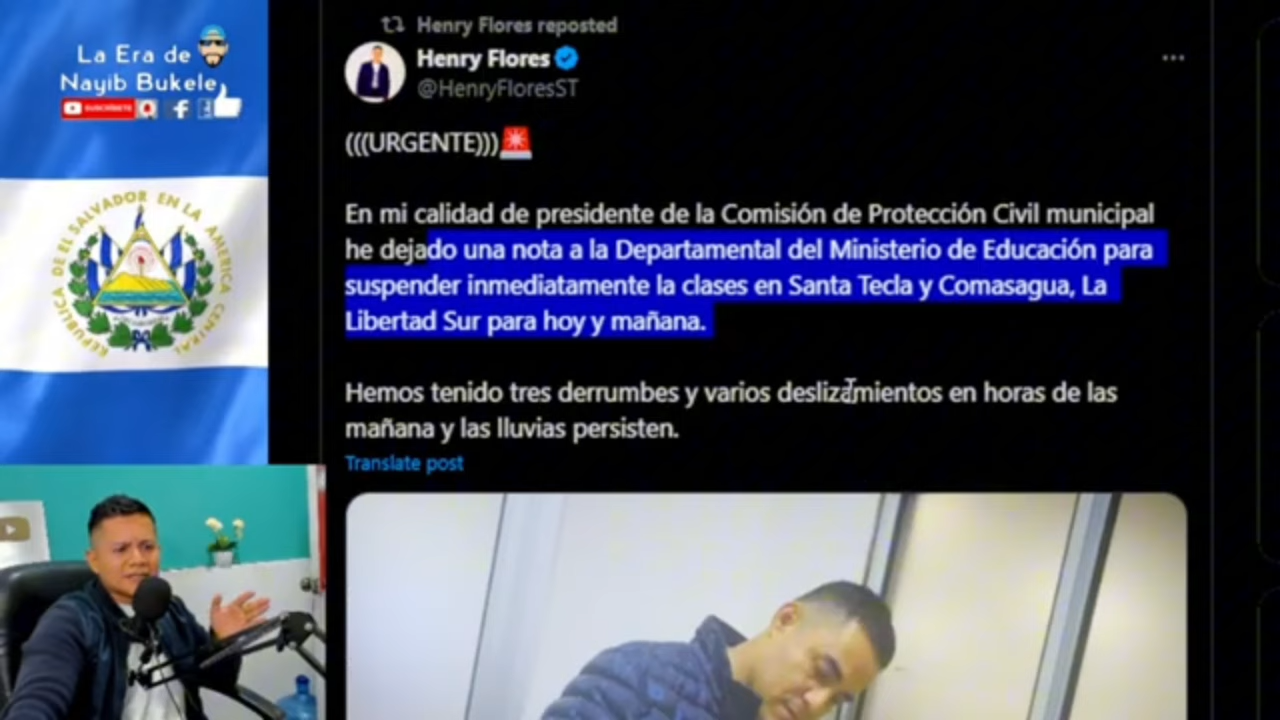 La Era de
Nayib Bukele
SUSCRÍBETE
REPUBLICA DE EL SALVADOR EN LA AMERICA CENTRAL
Henry Flores reposted
Henry Flores
@HenryFloresST
(((URGENTE)))🚨
En mi calidad de presidente de la Comisión de Protección Civil municipal
he dejado una nota a la Departamental del Ministerio de Educación para
suspender inmediatamente la clases en Santa Tecla y Comasagua, La
Libertad Sur para hoy y mañana.
Hemos tenido tres derrumbes y varios deslizamientos en horas de las
mañana y las lluvias persisten.
Translate post